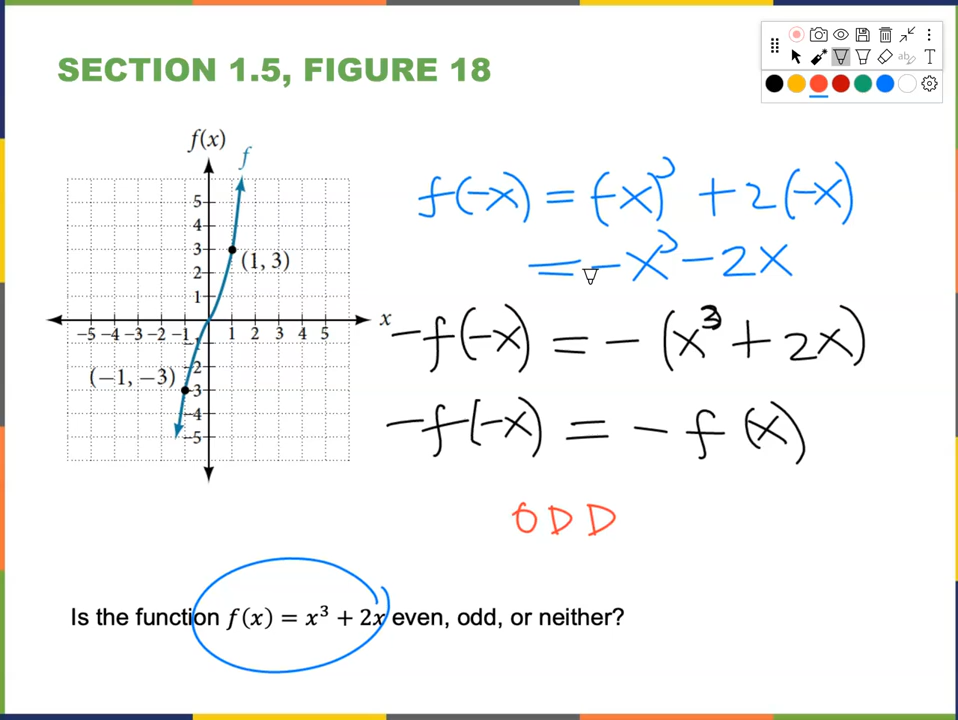 SECTION 1.5, FIGURE 18
f(x)
f
5
4
3
2
1
(1, 3)
x
−5 −4 −3 −2 −1 1 2 3 4 5
−1
−2
(−1, −3)
−3
−4
−5
f(-x) = (-x)³ + 2(-x)
= -x³ - 2x
-f(-x) = - (x³ + 2x)
-f(-x) = - f(x)
ODD
Is the function f(x) = x³ + 2x even, odd, or neither?
ab
T